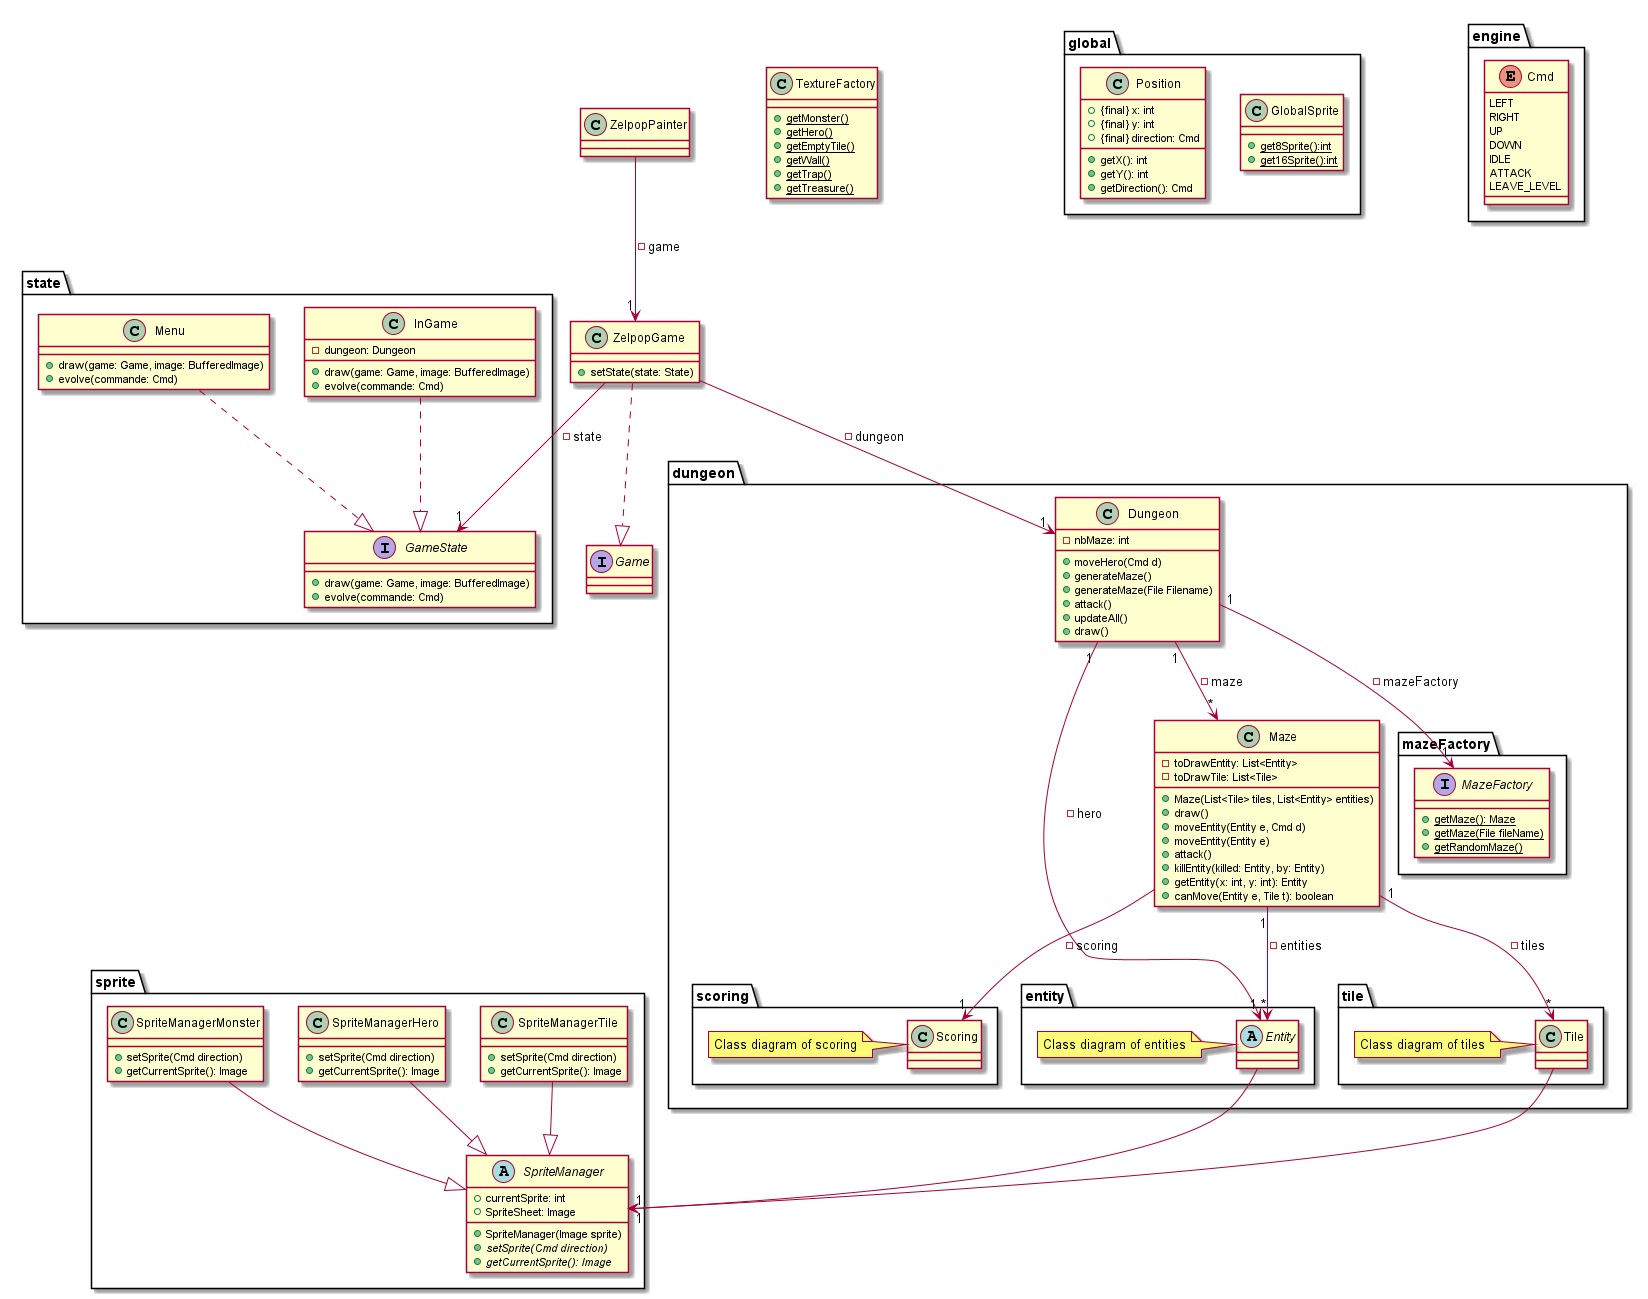 ZelpopPainter
TextureFactory
getMonster()
getHero()
getEmptyTile()
getWall()
getTrap()
getTreasure()
global
Position
{final} x: int
{final} y: int
{final} direction: Cmd
getX(): int
getY(): int
getDirection(): Cmd
GlobalSprite
get8Sprite():int
get16Sprite():int
engine
Cmd
LEFT
RIGHT
UP
DOWN
IDLE
ATTACK
LEAVE_LEVEL
game
1
state
Menu
draw(game: Game, image: BufferedImage)
evolve(commande: Cmd)
InGame
dungeon: Dungeon
draw(game: Game, image: BufferedImage)
evolve(commande: Cmd)
ZelpopGame
setState(state: State)
state
1
dungeon
1
GameState
draw(game: Game, image: BufferedImage)
evolve(commande: Cmd)
Game
dungeon
Dungeon
nbMaze: int
moveHero(Cmd d)
generateMaze()
generateMaze(File Filename)
attack()
updateAll()
draw()
1
1
1
maze
*
mazeFactory
1
hero
Maze
toDrawEntity: List<Entity>
toDrawTile: List<Tile>
Maze(List<Tile> tiles, List<Entity> entities)
draw()
moveEntity(Entity e, Cmd d)
moveEntity(Entity e)
attack()
killEntity(killed: Entity, by: Entity)
getEntity(x: int, y: int): Entity
canMove(Entity e, Tile t): boolean
mazeFactory
MazeFactory
getMaze(): Maze
getMaze(File fileName)
getRandomMaze()
1
1
scoring
entities
tiles
1
1
*
*
scoring
Class diagram of scoring
Scoring
entity
Class diagram of entities
Entity
tile
Class diagram of tiles
Tile
sprite
SpriteManagerMonster
setSprite(Cmd direction)
getCurrentSprite(): Image
SpriteManagerHero
setSprite(Cmd direction)
getCurrentSprite(): Image
SpriteManagerTile
setSprite(Cmd direction)
getCurrentSprite(): Image
SpriteManager
currentSprite: int
SpriteSheet: Image
SpriteManager(Image sprite)
setSprite(Cmd direction)
getCurrentSprite(): Image
1
1